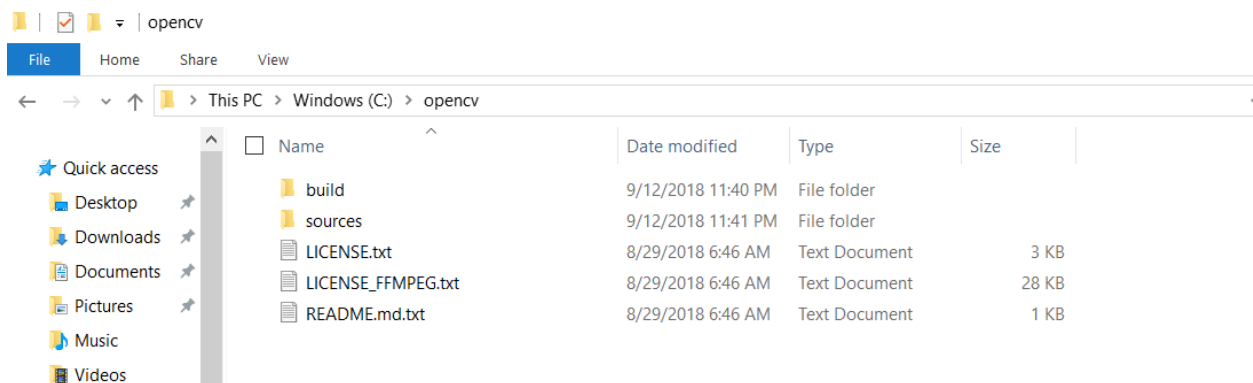 opencv
File Home Share View
This PC > Windows (C:) > opencv
Name Date modified Type Size
Quick access
Desktop
Downloads
Documents
Pictures
Music
Videos
build 9/12/2018 11:40 PM File folder
sources 9/12/2018 11:41 PM File folder
LICENSE.txt 8/29/2018 6:46 AM Text Document 3 KB
LICENSE_FFMPEG.txt 8/29/2018 6:46 AM Text Document 28 KB
README.md.txt 8/29/2018 6:46 AM Text Document 1 KB